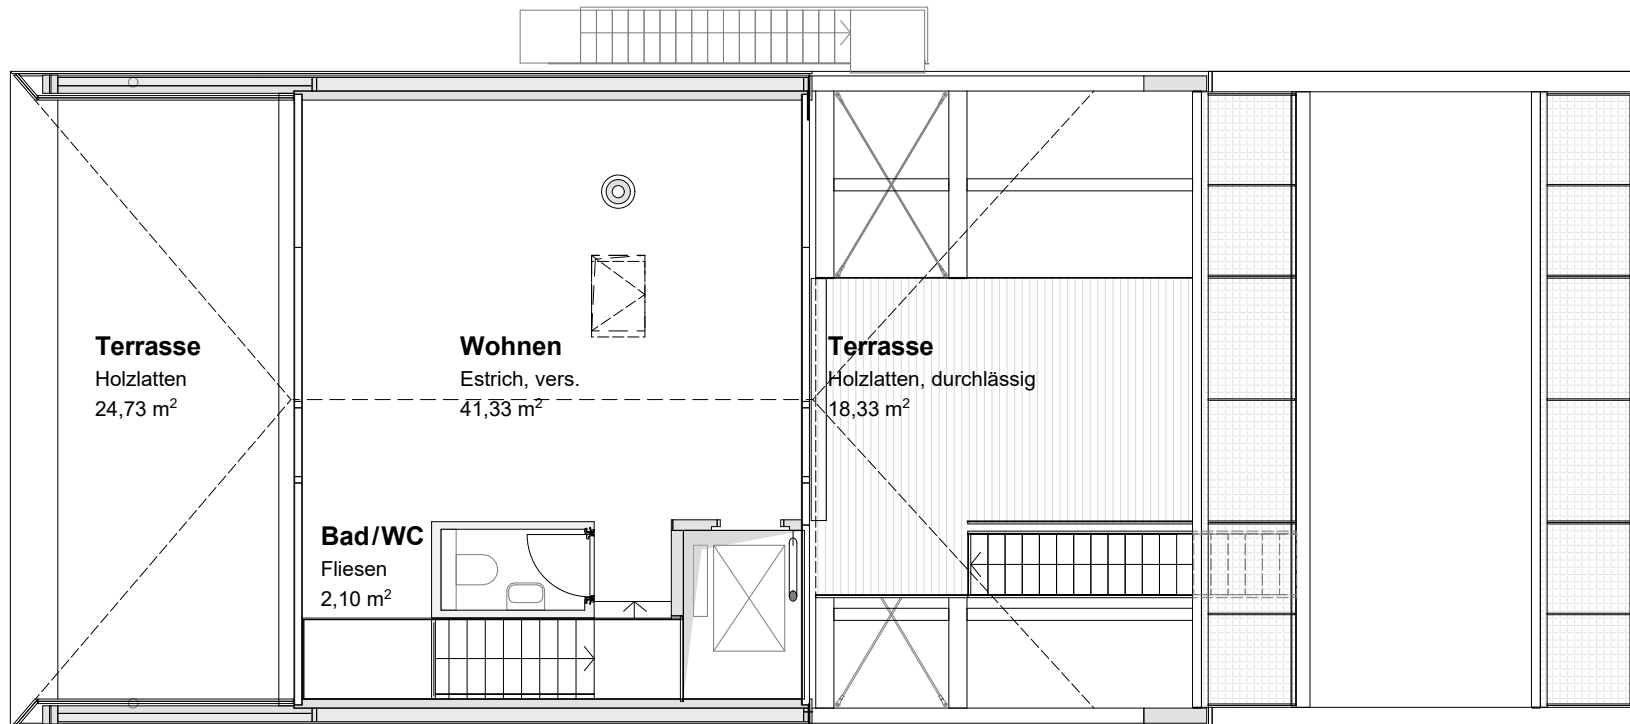 Terrasse
Holzlatten
24,73 m²
Wohnen
Estrich, vers.
41,33 m²
Terrasse
Holzlatten, durchlässig
18,33 m²
Bad/WC
Fliesen
2,10 m²